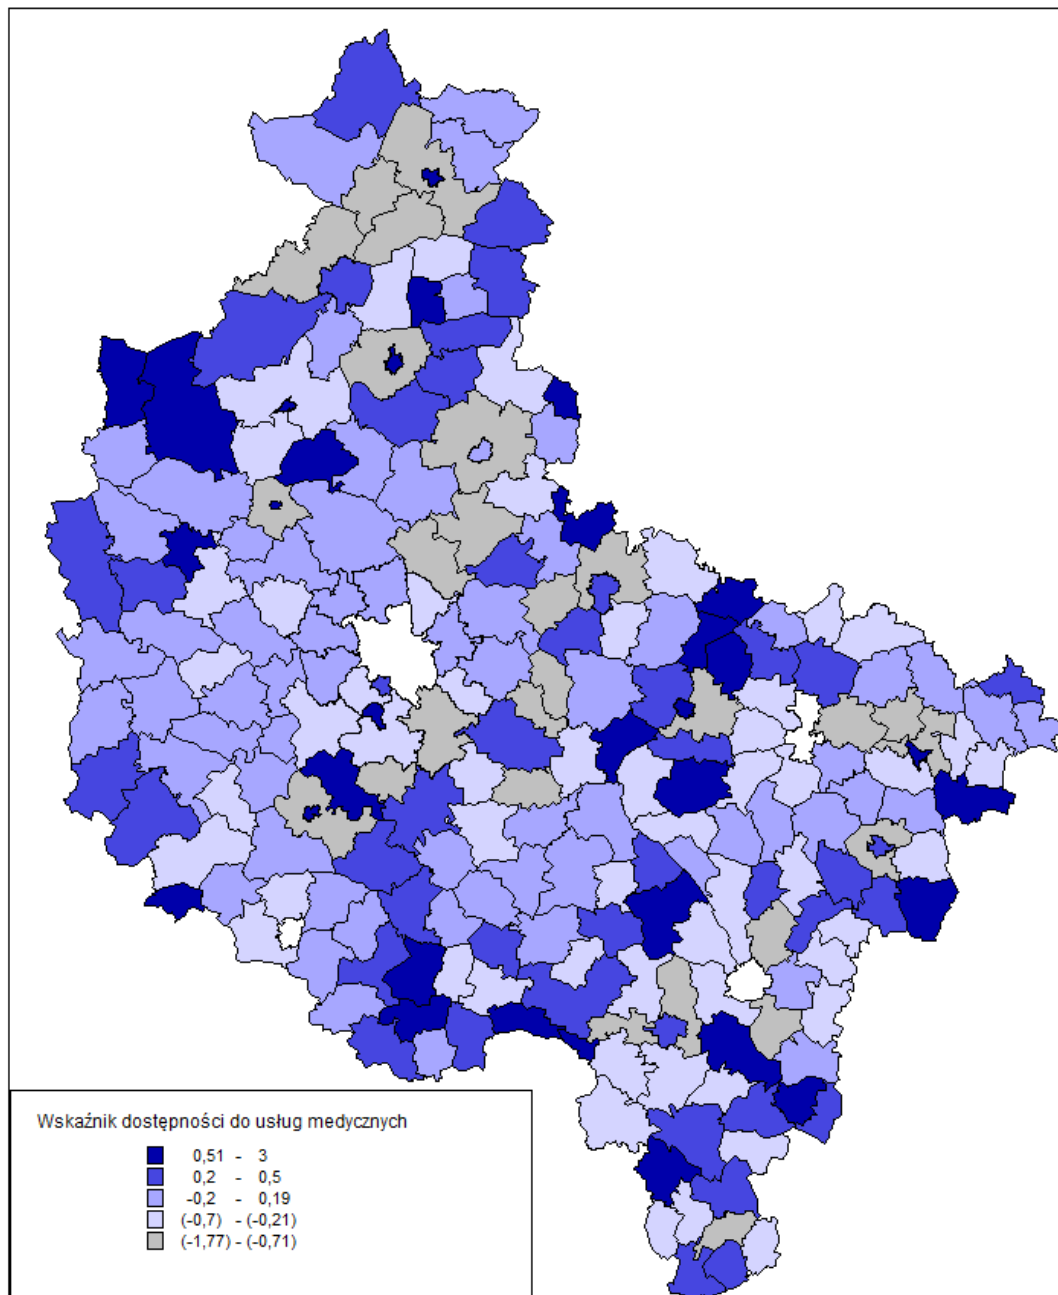 Wskaźnik dostępności do usług medycznych
0,51 - 3
0,2 - 0,5
-0,2 - 0,19
(-0,7) - (-0,21)
(-1,77) - (-0,71)